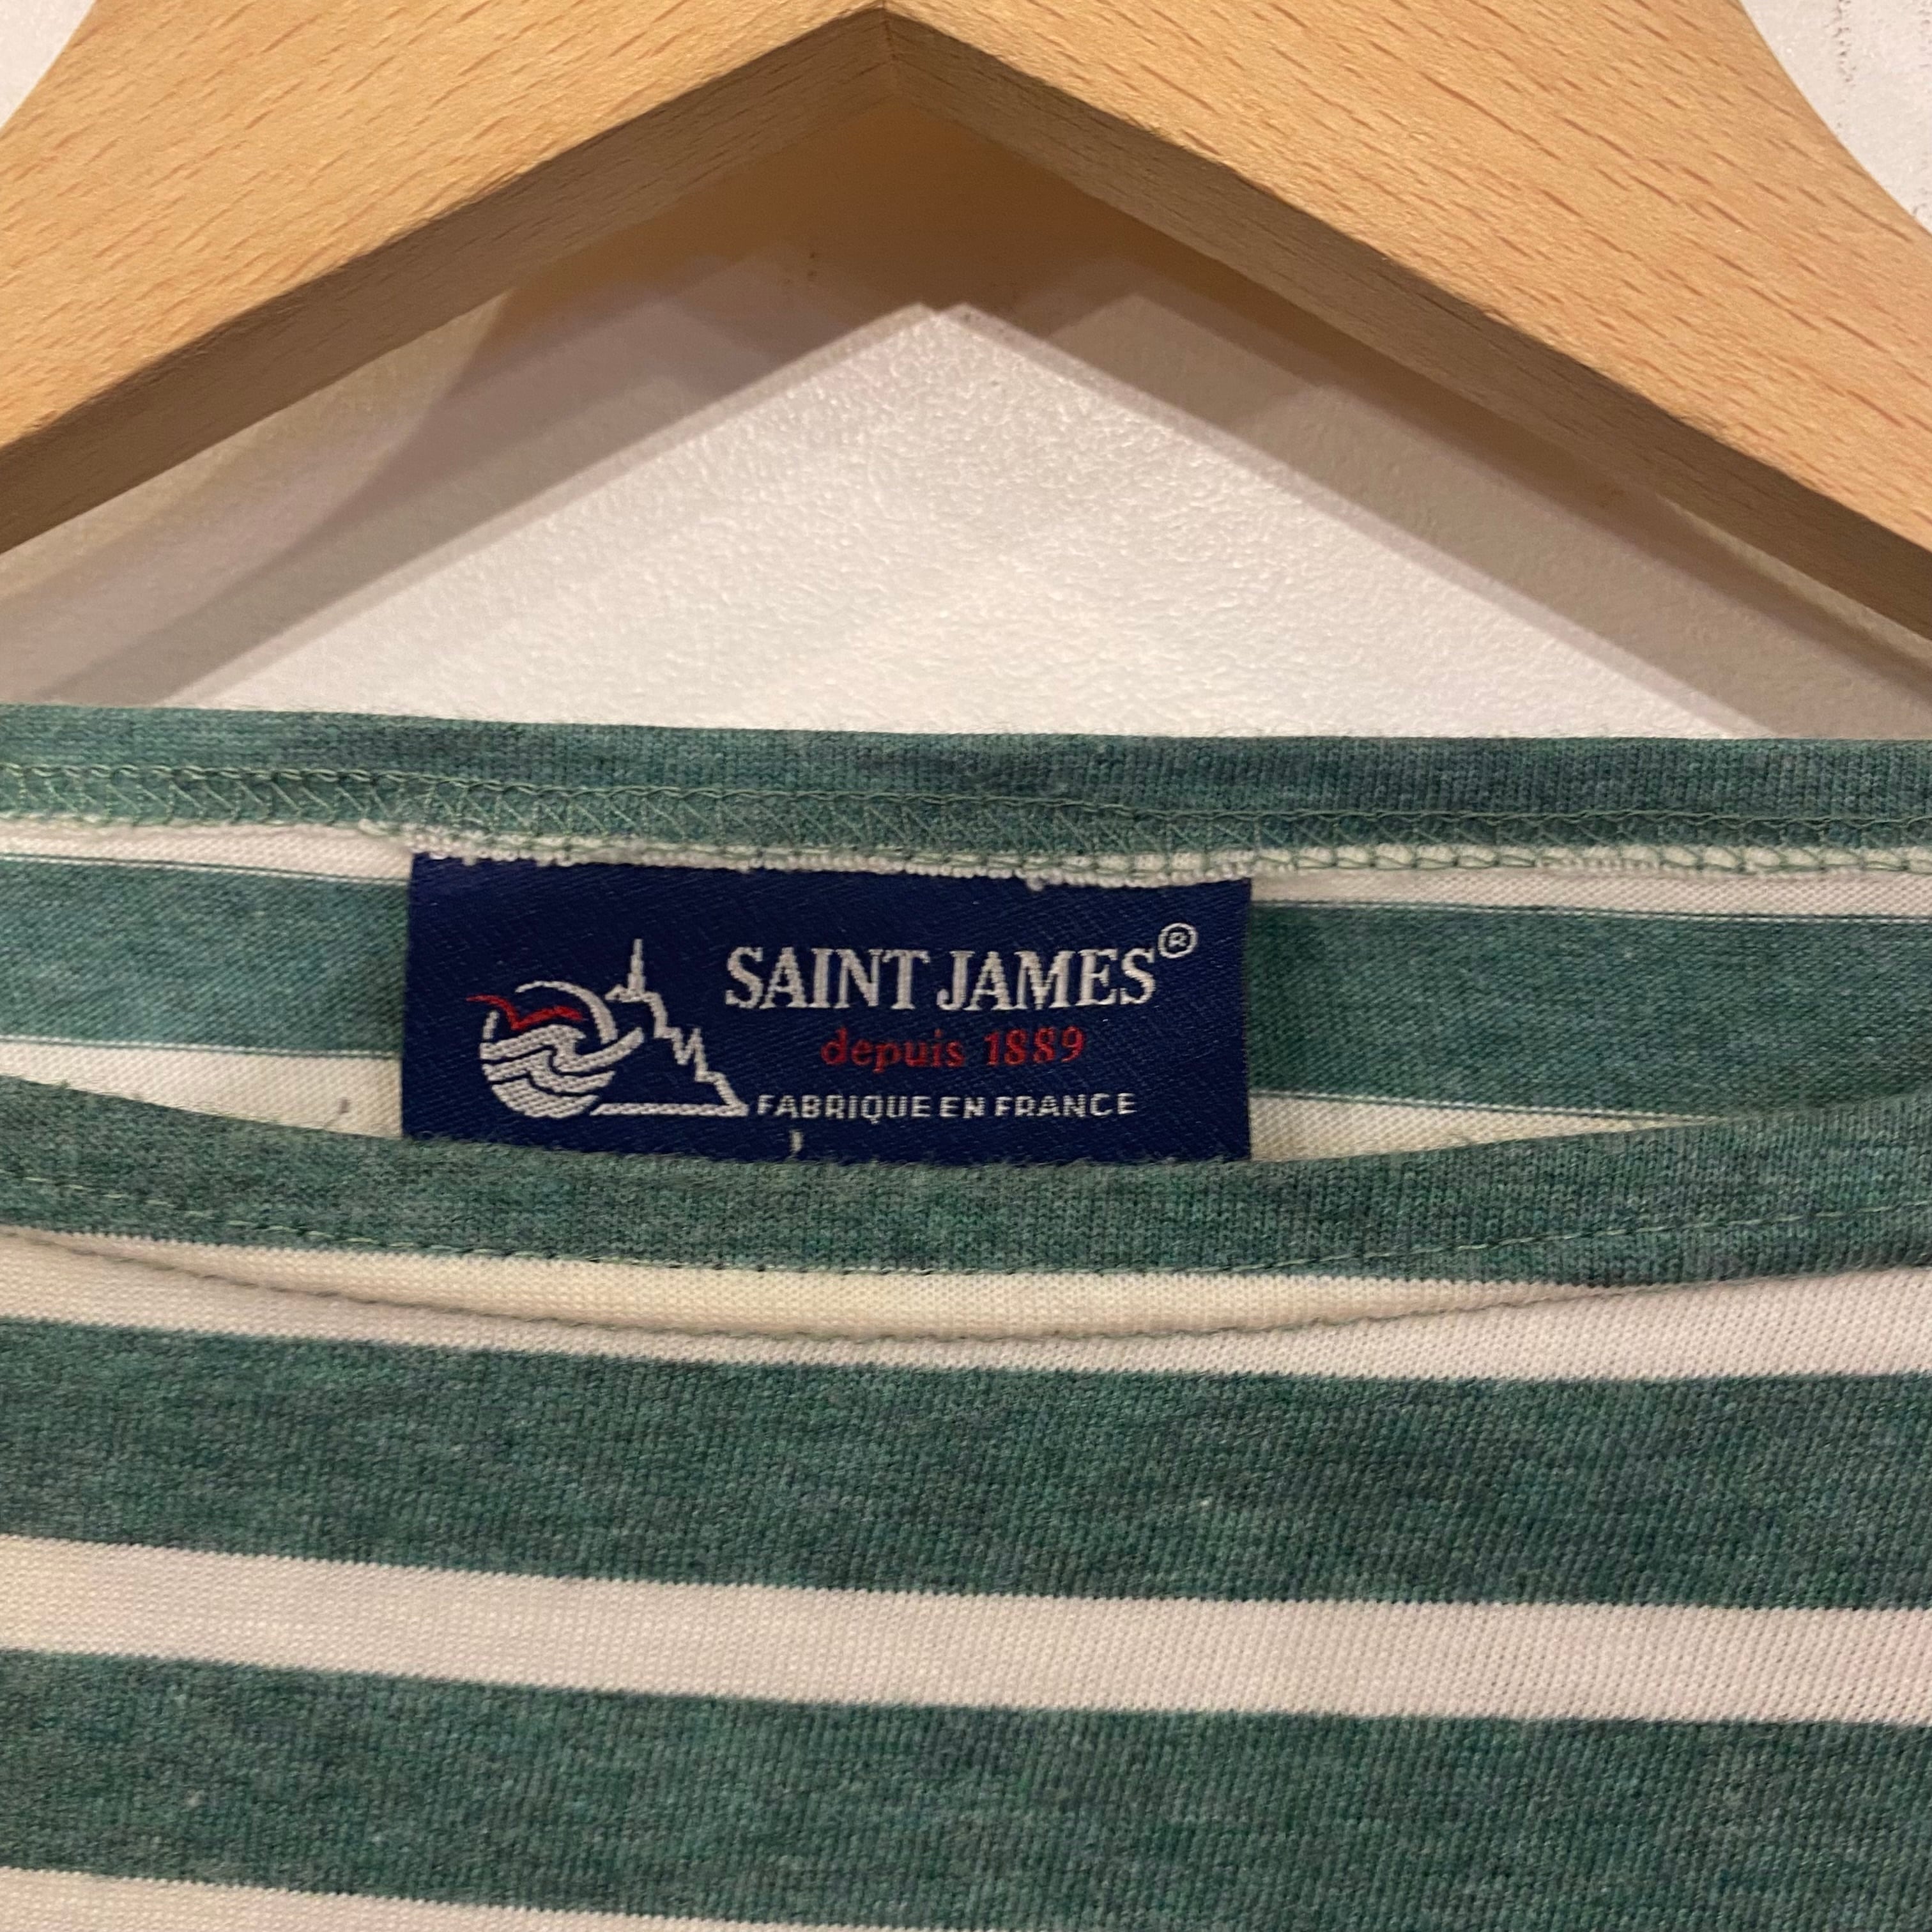 SAINT JAMES®
depuis 1889
FABRIQUE EN FRANCE